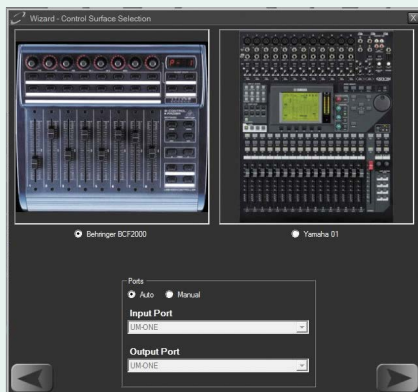 Wizard - Control Surface Selection X
YAMAHA
Behringer BCF2000
Yamaha 01
Ports
Auto Manual
Input Port
UM-ONE
Output Port
UM-ONE